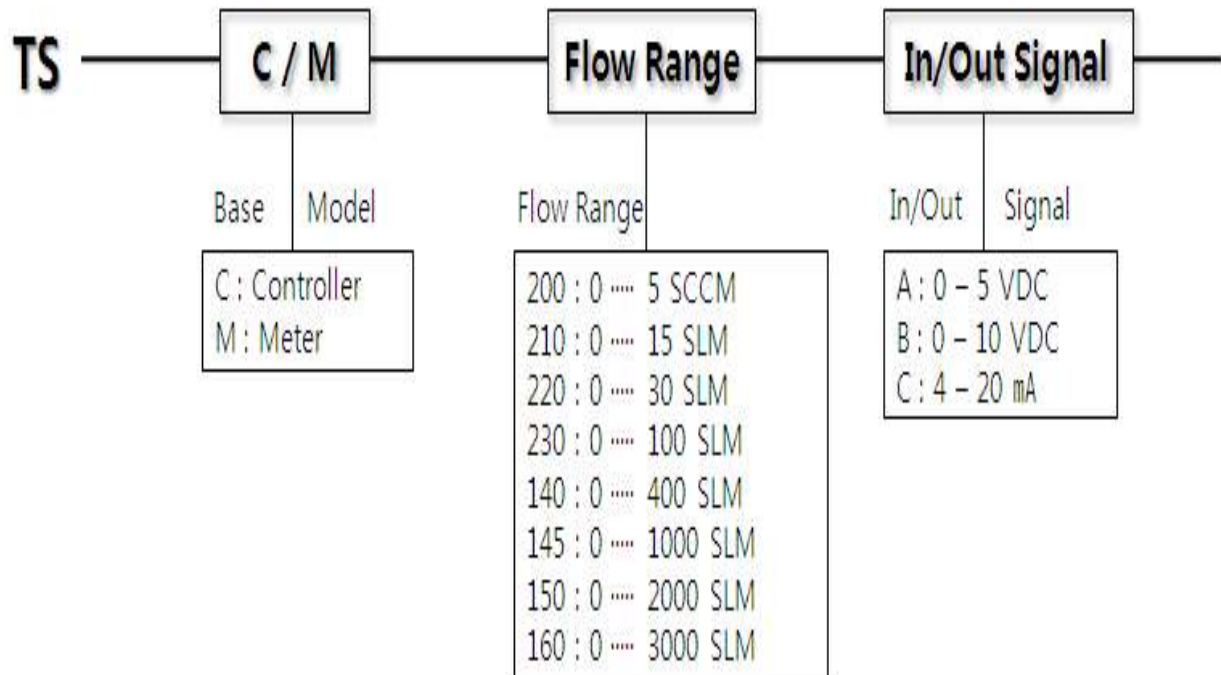 TS C / M Flow Range In/Out Signal
Base Model
C : Controller
M : Meter
Flow Range
200 : 0 ····· 5 SCCM
210 : 0 ····· 15 SLM
220 : 0 ····· 30 SLM
230 : 0 ····· 100 SLM
140 : 0 ····· 400 SLM
145 : 0 ····· 1000 SLM
150 : 0 ····· 2000 SLM
160 : 0 ····· 3000 SLM
In/Out Signal
A : 0 – 5 VDC
B : 0 – 10 VDC
C : 4 – 20 ㎃